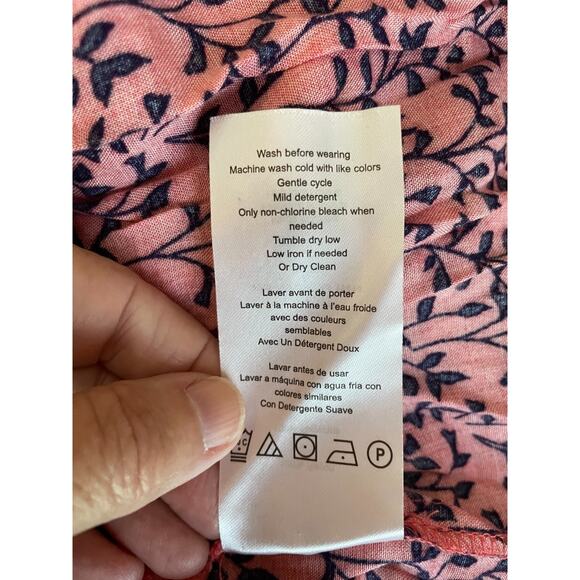 Wash before wearing
Machine wash cold with like colors
Gentle cycle
Mild detergent
Only non-chlorine bleach when
needed
Tumble dry low
Low iron if needed
Or Dry Clean
Laver avant de porter
Laver à la machine à l'eau froide
avec des couleurs
semblables
Avec Un Détergent Doux
Lavar antes de usar
Lavar a máquina con agua fria con
colores similares
Con Detergente Suave
P